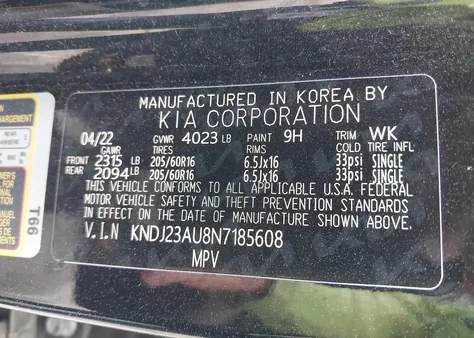 MANUFACTURED IN KOREA BY
KIA CORPORATION
04/22 GVWR 4023 LB PAINT 9H TRIM WK
GAWR TIRES RIMS COLD TIRE INFL
FRONT 2315 LB 205/60R16 6.5Jx16 33psi SINGLE
REAR 2094 LB 205/60R16 6.5Jx16 33psi SINGLE
THIS VEHICLE CONFORMS TO ALL APPLICABLE U.S.A FEDERAL
MOTOR VEHICLE SAFETY AND THEFT PREVENTION STANDARDS
IN EFFECT ON THE DATE OF MANUFACTURE SHOWN ABOVE.
V.I.N KNDJ23AU8N7185608
MPV
T66